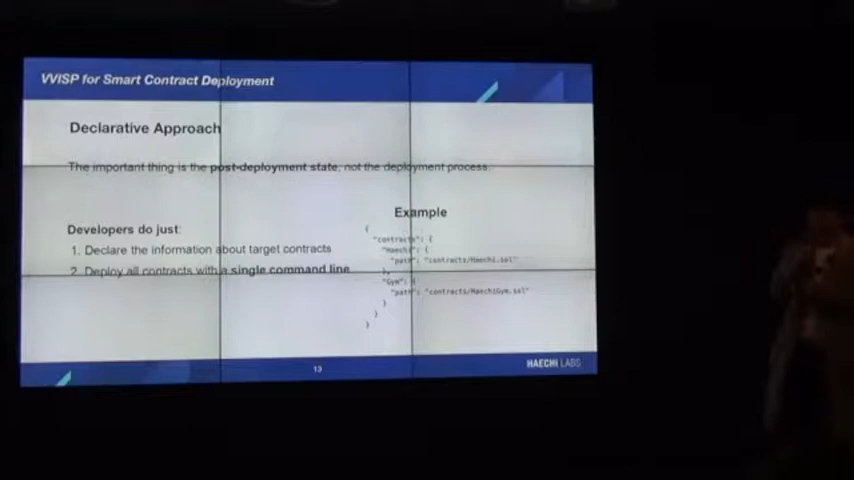 VVISP for Smart Contract Deployment
Declarative Approach
The important thing is the post-deployment state, not the deployment process.
Developers do just:
1. Declare the information about target contracts
2. Deploy all contracts with a single command line
Example
{
"contracts": {
"Haechi": {
"path": "contracts/Haechi.sol"
},
"Gym": {
"path": "contracts/HaechiGym.sol"
}
}
}
13
HAECHI LABS